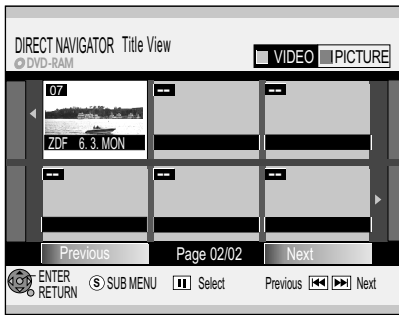 DIRECT NAVIGATOR Title View
DVD-RAM
VIDEO PICTURE
07 -- --
ZDF 6. 3. MON
-- -- --
Previous Page 02/02 Next
ENTER
RETURN
S SUB MENU Select Previous Next